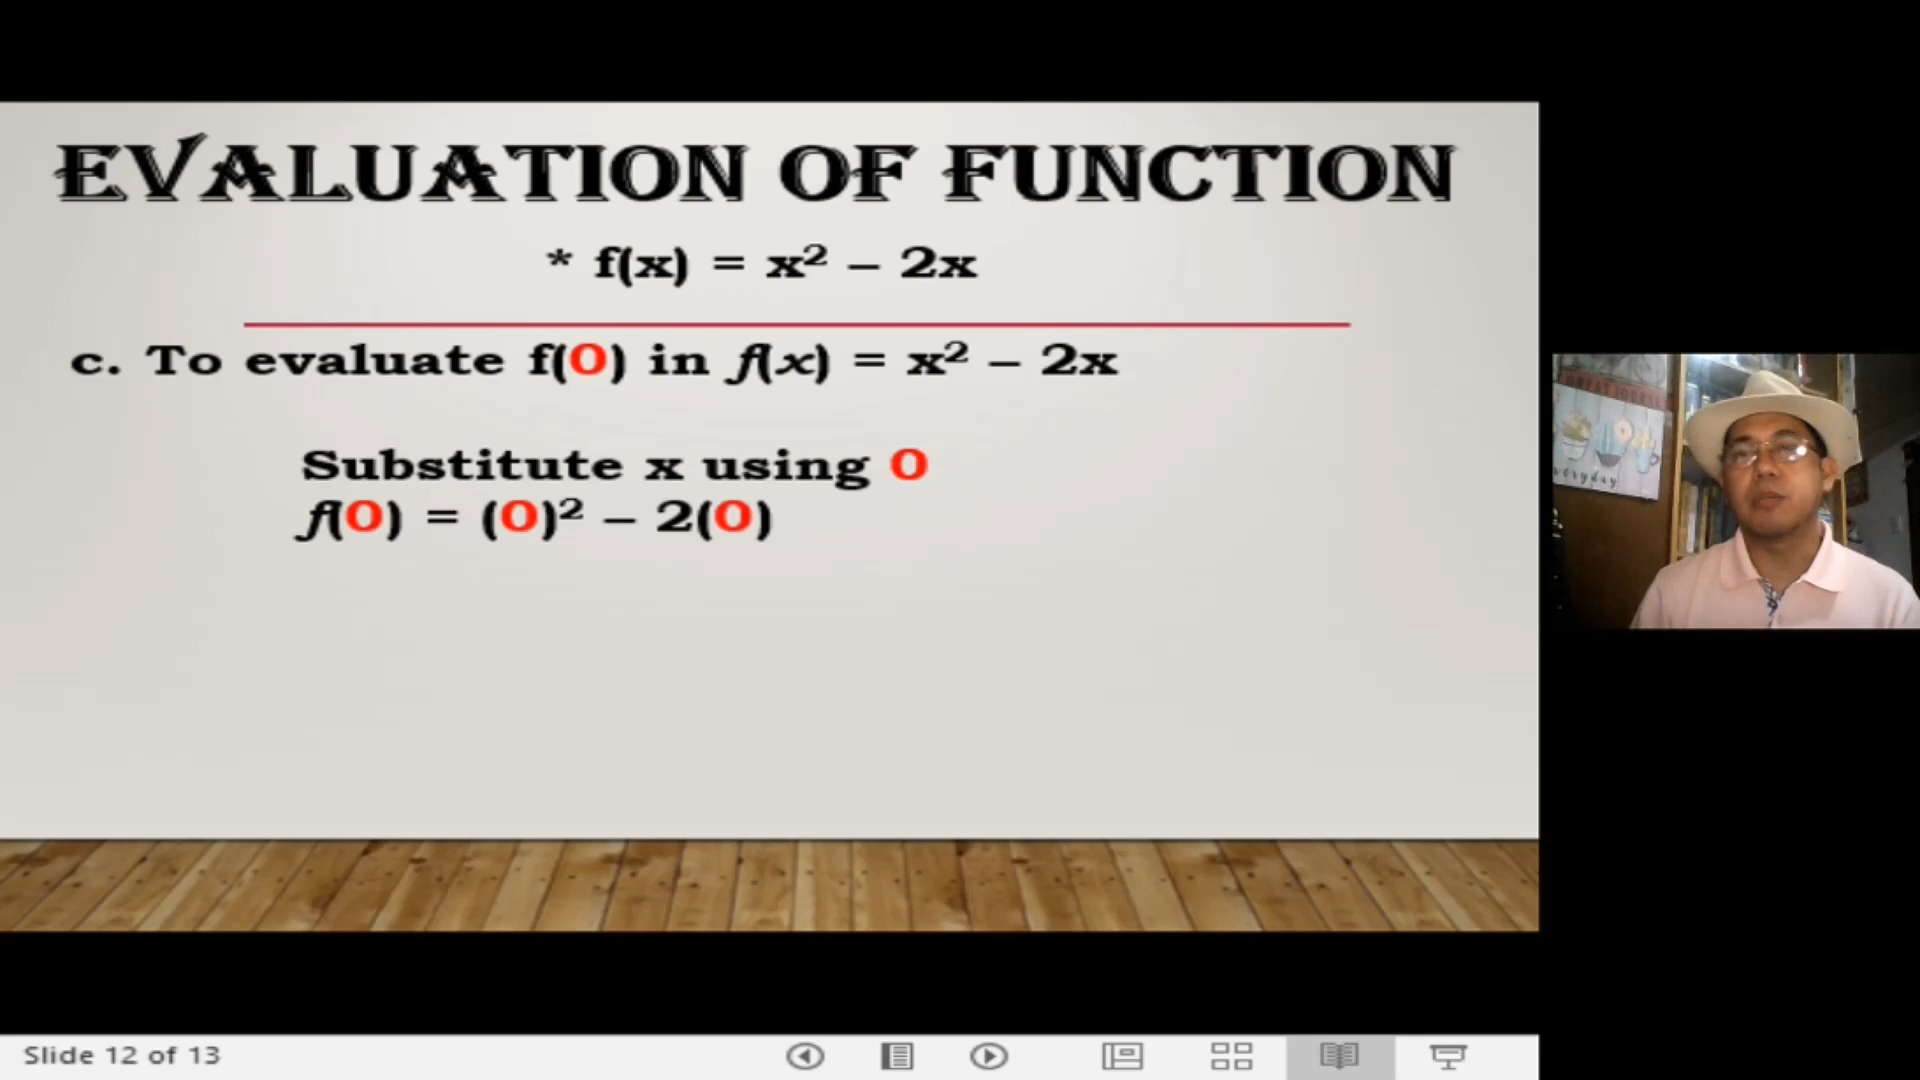 EVALUATION OF FUNCTION
* f(x) = x² – 2x
c. To evaluate f(0) in f(x) = x² – 2x
Substitute x using 0
f(0) = (0)² – 2(0)
everyday
Slide 12 of 13